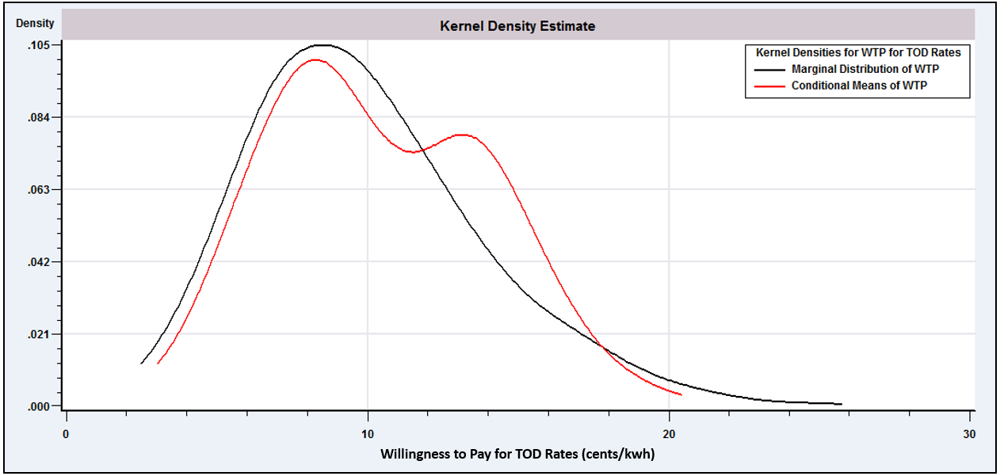 Density
Kernel Density Estimate
Kernel Densities for WTP for TOD Rates
Marginal Distribution of WTP
Conditional Means of WTP
.105
.084
.063
.042
.021
.000
0 10 20 30
Willingness to Pay for TOD Rates (cents/kwh)